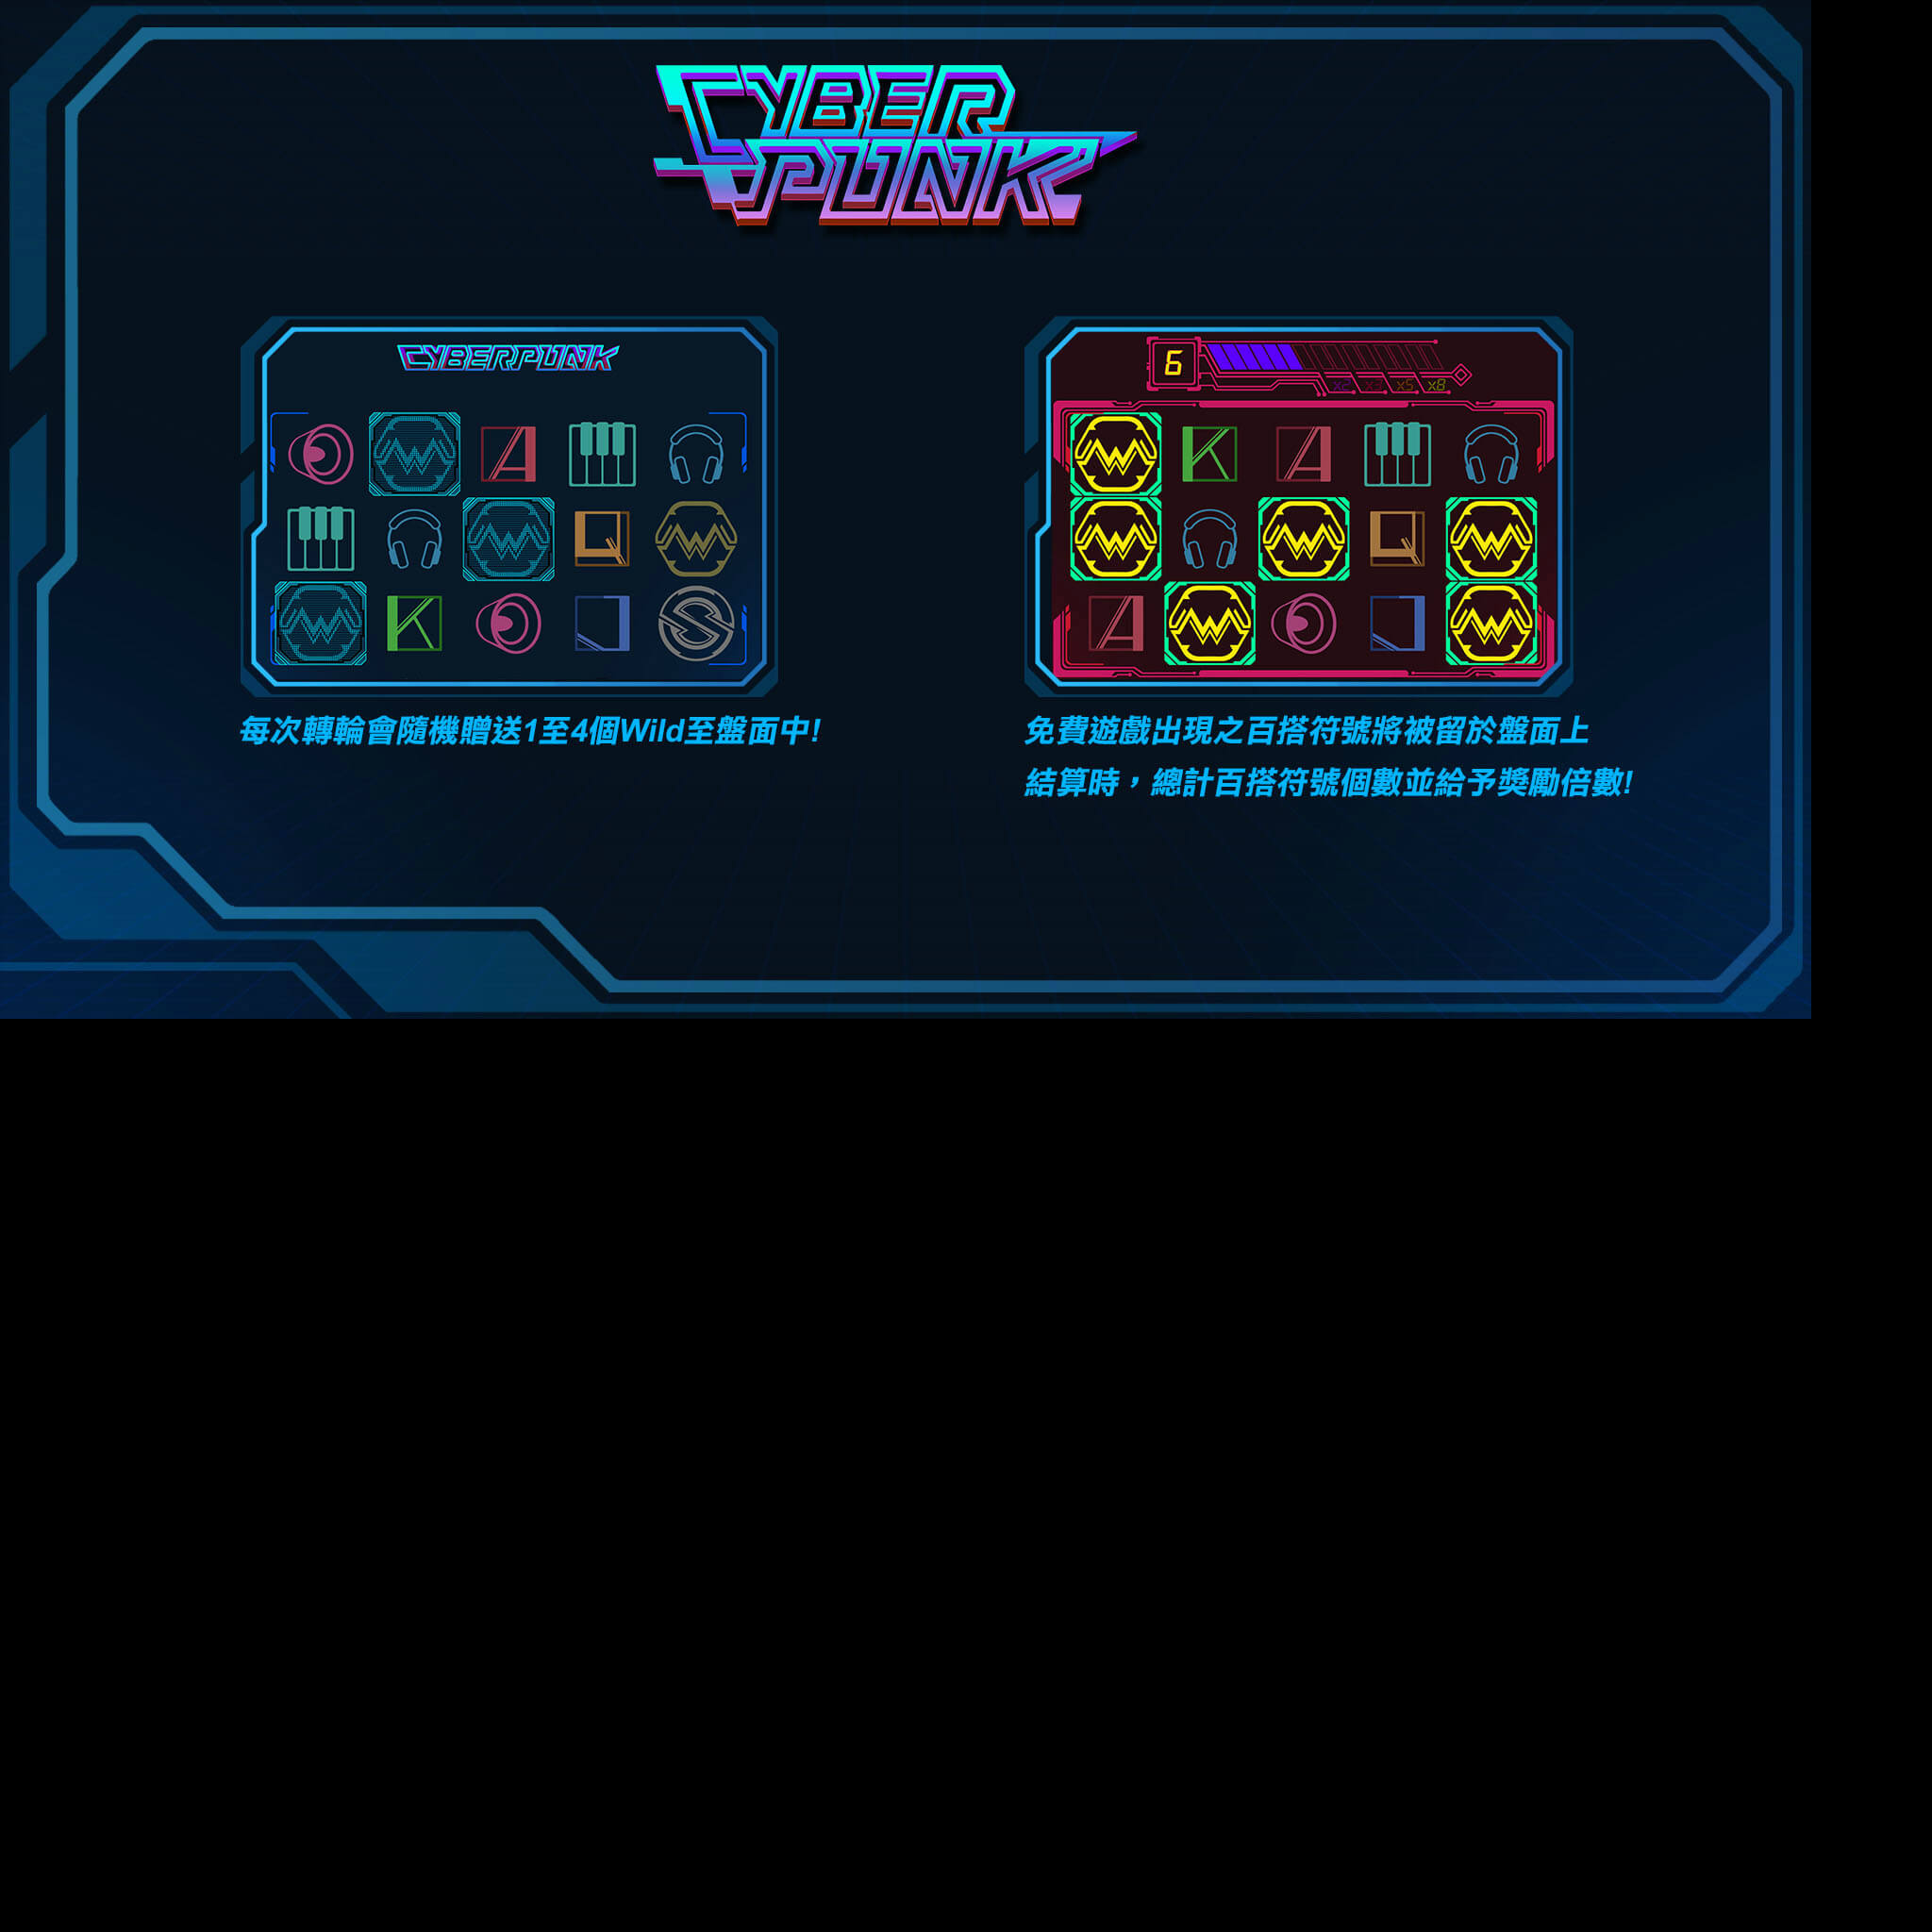 CYBER
PUNK
CYBERPUNK
A
Q
K
J
每次轉輪會隨機贈送1至4個Wild至盤面中!
6
x2 x3 x5 x8
K A
Q
A J
免費遊戲出現之百搭符號將被留於盤面上
結算時，總計百搭符號個數並給予獎勵倍數!